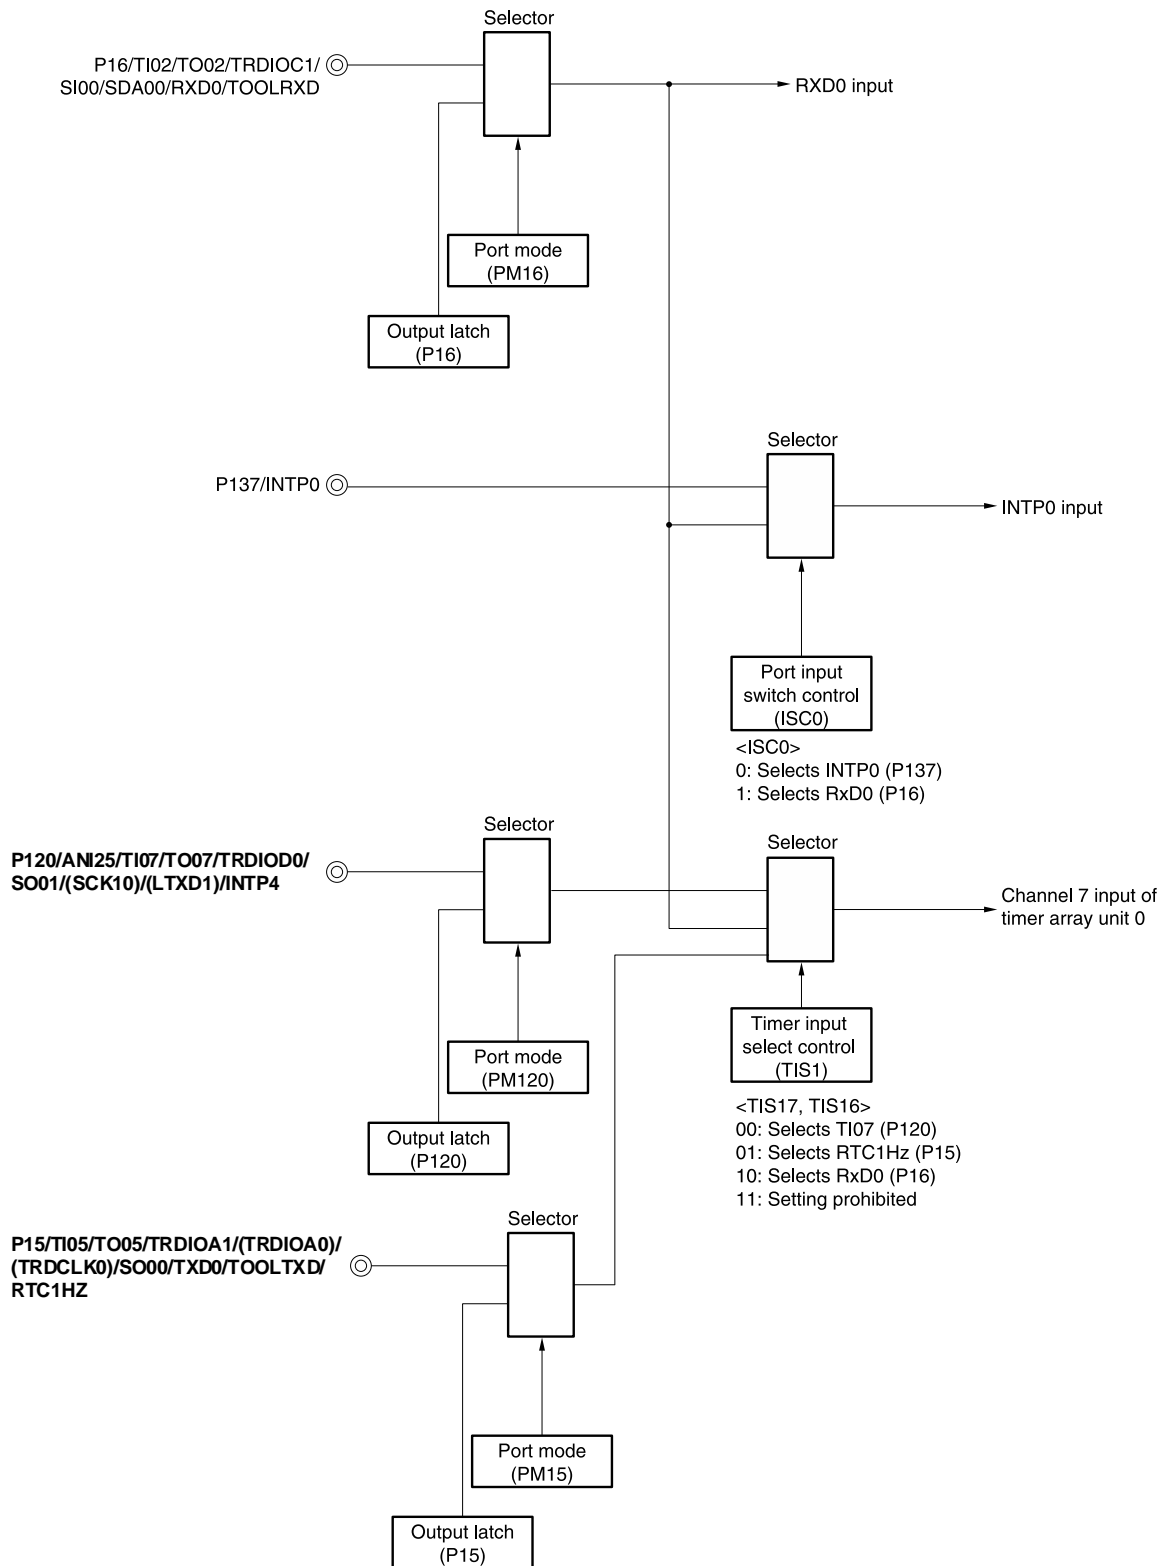 Selector
P16/TI02/TO02/TRDIOC1/
SI00/SDA00/RXD0/TOOLRXD
RXD0 input
Port mode
(PM16)
Output latch
(P16)
Selector
P137/INTP0
INTP0 input
Port input
switch control
(ISC0)
<ISC0>
0: Selects INTP0 (P137)
1: Selects RxD0 (P16)
Selector
P120/ANI25/TI07/TO07/TRDIOD0/
SO01/(SCK10)/(LTXD1)/INTP4
Selector
Channel 7 input of
timer array unit 0
Port mode
(PM120)
Output latch
(P120)
Timer input
select control
(TIS1)
<TIS17, TIS16>
00: Selects TI07 (P120)
01: Selects RTC1Hz (P15)
10: Selects RxD0 (P16)
11: Setting prohibited
Selector
P15/TI05/TO05/TRDIOA1/(TRDIOA0)/
(TRDCLK0)/SO00/TXD0/TOOLTXD/
RTC1HZ
Port mode
(PM15)
Output latch
(P15)